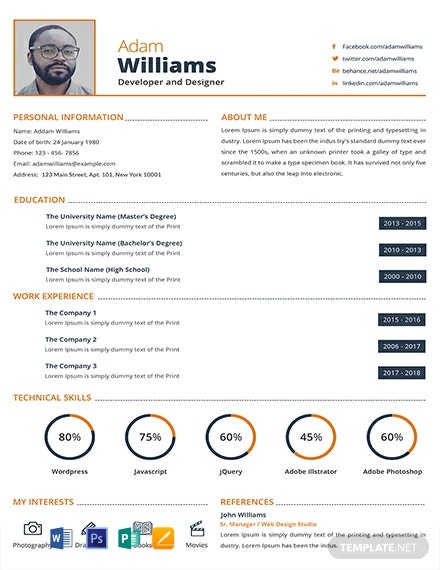 Adam
Williams
Developer and Designer
Facebook.com/adamwilliams
twitter.com/adamwilliams
behance.net/adamwilliams
linkedin.com/adamwilliams
PERSONAL INFORMATION
Name: Addam Williams
Date of birth: 24 January 1980
Phone: 123 - 456- 7856
Email: adamwilliams@example.com
Address: 123 Main Street, Apt. 101, New York 10001
ABOUT ME
Lorem Ipsum is simply dummy text of the printing and typesetting in
dustry. Lorem Ipsum has been the industry's standard dummy text
ever since the 1500s, when an unknown printer took a galley of type and
scrambled it to make a type specimen book. It has survived not only five
centuries, but also the leap into electronic.
EDUCATION
The University Name (Master's Degree)
Lorem Ipsum is simply dummy text of the Print
2013 - 2015
The University Name (Bachelor's Degree)
Lorem Ipsum is simply dummy text of the Print
2010 - 2013
The School Name (High School)
Lorem Ipsum is simply dummy text of the Print
2000 - 2010
WORK EXPERIENCE
The Company 1
Lorem Ipsum is simply dummy text of the Print
2015 - 2016
The Company 2
Lorem Ipsum is simply dummy text of the Print
2006 - 2017
The Company 3
Lorem Ipsum is simply dummy text of the Print
2017 - 2018
TECHNICAL SKILLS
80% 75% 60% 45% 60%
Wordpress Javascript jQuery Adobe illstrator Adobe Photoshop
MY INTERESTS
Photography Books Movies
W Ps P
REFERENCES
John Williams
Sr. Manager / Web Design Studio
Lorem Ipsum is simply dummy text of the printing and
typesetting industry. Lorem Ipsum has been the
TEMPLATE.NET